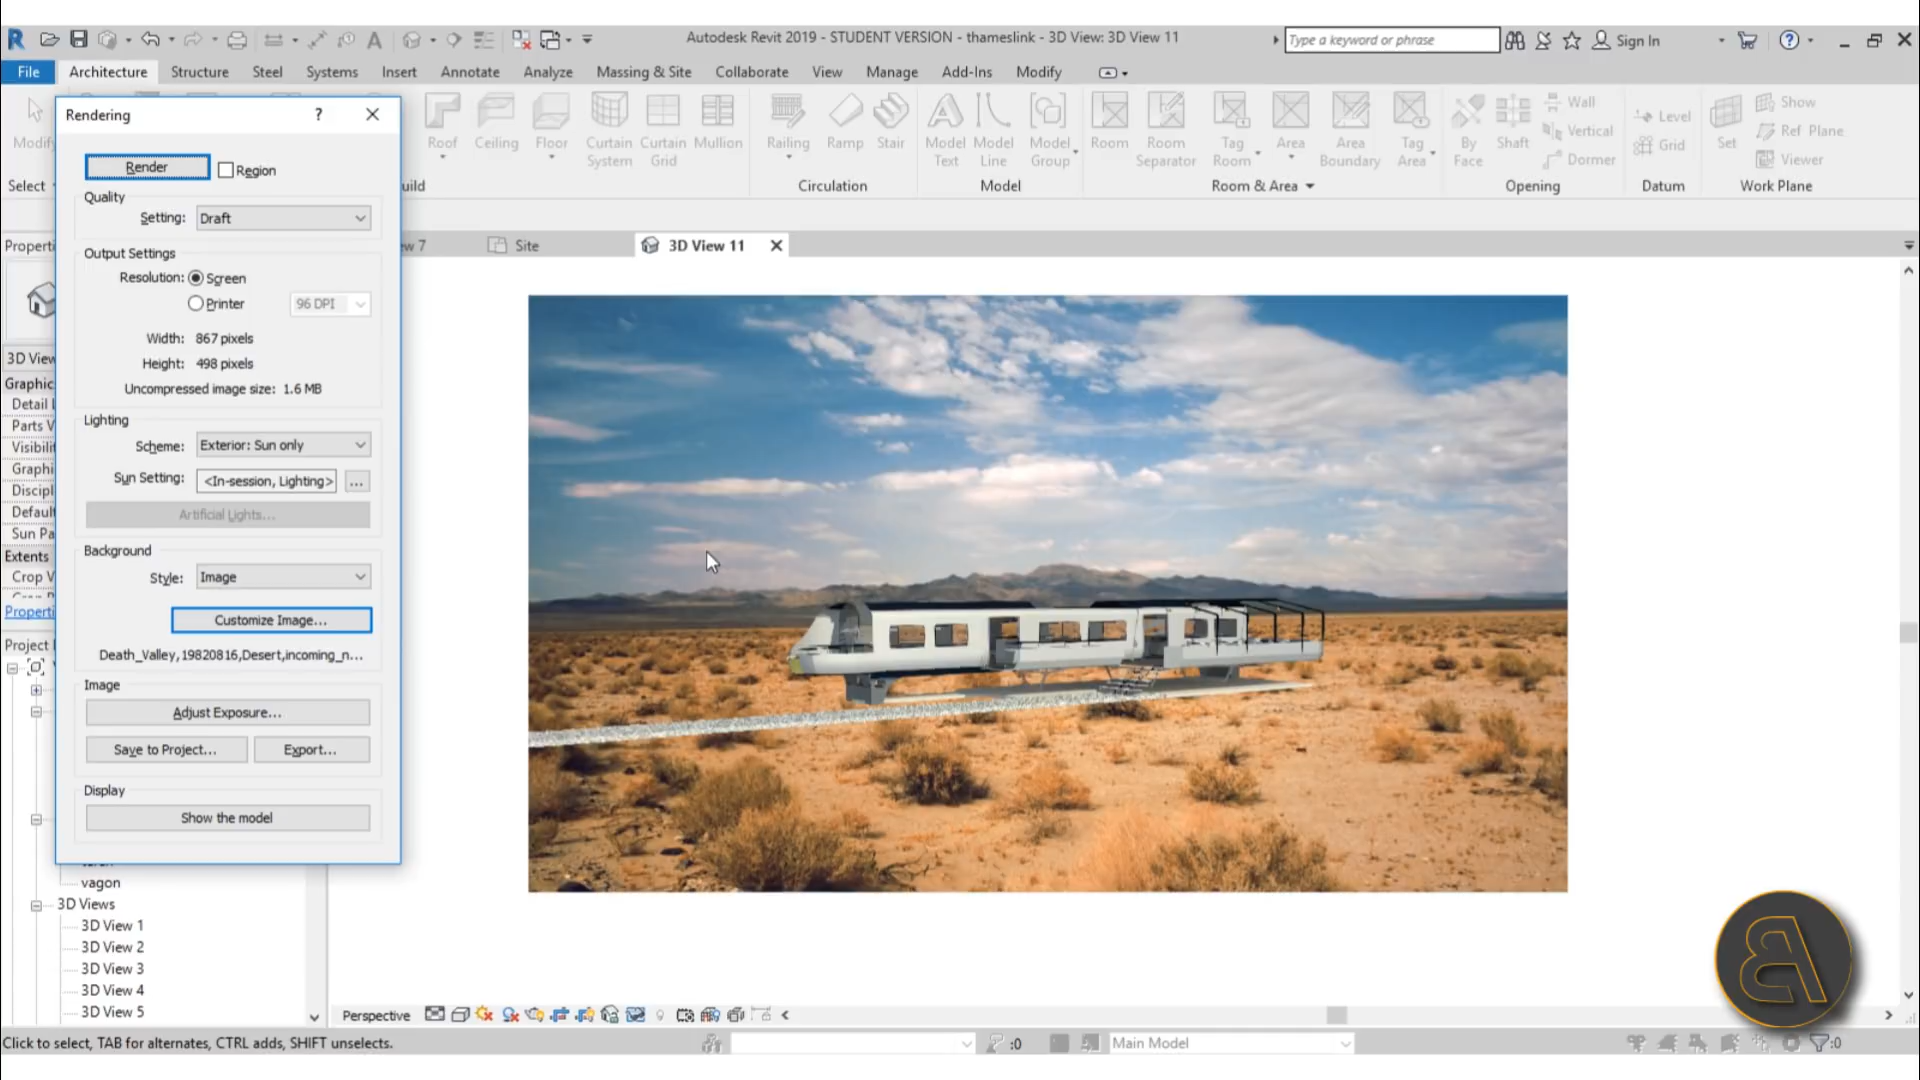 Autodesk Revit 2019 - STUDENT VERSION - thameslink - 3D View: 3D View 11
Type a keyword or phrase
Sign In
File Architecture Structure Steel Systems Insert Annotate Analyze Massing & Site Collaborate View Manage Add-Ins Modify
Rendering ? ×
Modify
Roof Ceiling Floor Curtain System Curtain Grid Mullion
Railing Ramp Stair
Model Text Model Line Model Group
Room Room Separator Tag Room Area Area Boundary Tag Area
By Face Shaft Wall Vertical Dormer
Level Grid
Set Show Ref Plane Viewer
Select
Circulation Model Room & Area Opening Datum Work Plane
Render Region
Quality
Setting: Draft
Output Settings
Resolution: Screen
Printer 96 DPI
Width: 867 pixels
Height: 498 pixels
Uncompressed image size: 1.6 MB
Lighting
Scheme: Exterior: Sun only
Sun Setting: <In-session, Lighting> ...
Artificial Lights...
Background
Style: Image
Customize Image...
Death_Valley,19820816,Desert,incoming_n...
Image
Adjust Exposure...
Save to Project... Export...
Display
Show the model
Site
3D View 11
3D View
Extents
vagon
3D Views
3D View 1
3D View 2
3D View 3
3D View 4
3D View 5
Perspective
Click to select, TAB for alternates, CTRL adds, SHIFT unselects.
:0
Main Model
:0